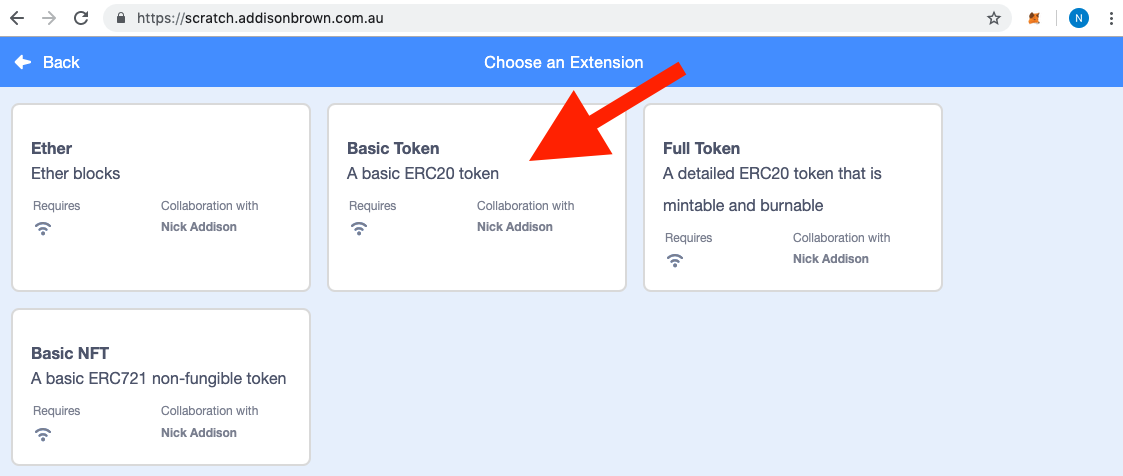 https://scratch.addisonbrown.com.au
N
Back
Choose an Extension
Ether
Ether blocks
Requires
Collaboration with
Nick Addison
Basic Token
A basic ERC20 token
Requires
Collaboration with
Nick Addison
Full Token
A detailed ERC20 token that is
mintable and burnable
Requires
Collaboration with
Nick Addison
Basic NFT
A basic ERC721 non-fungible token
Requires
Collaboration with
Nick Addison